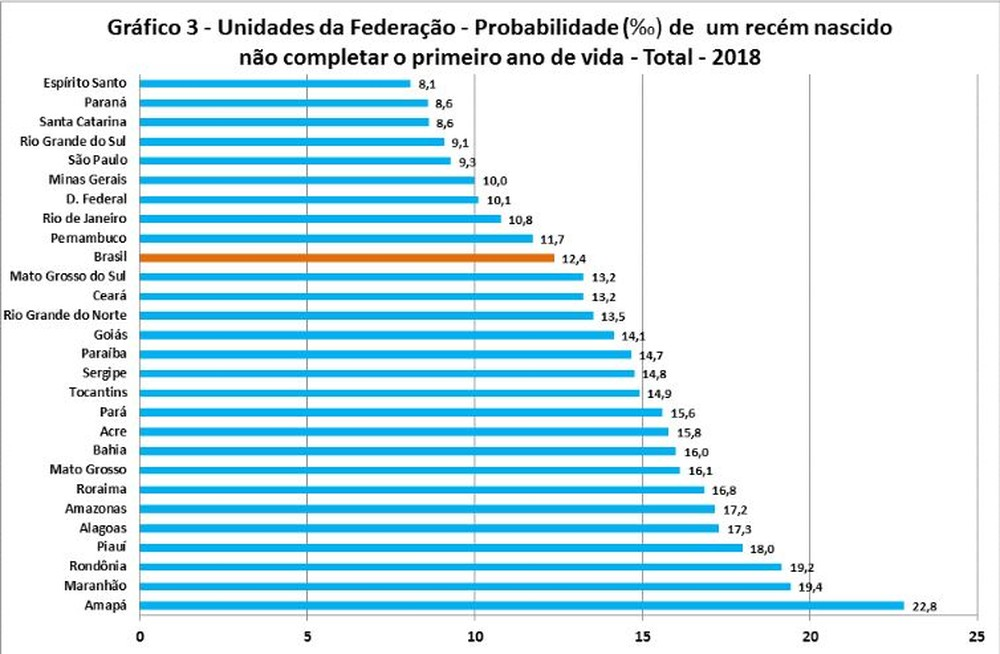 Gráfico 3 - Unidades da Federação - Probabilidade (‰) de um recém nascido
não completar o primeiro ano de vida - Total - 2018
Espírito Santo 8,1
Paraná 8,6
Santa Catarina 8,6
Rio Grande do Sul 9,1
São Paulo 9,3
Minas Gerais 10,0
D. Federal 10,1
Rio de Janeiro 10,8
Pernambuco 11,7
Brasil 12,4
Mato Grosso do Sul 13,2
Ceará 13,2
Rio Grande do Norte 13,5
Goiás 14,1
Paraíba 14,7
Sergipe 14,8
Tocantins 14,9
Pará 15,6
Acre 15,8
Bahia 16,0
Mato Grosso 16,1
Roraima 16,8
Amazonas 17,2
Alagoas 17,3
Piauí 18,0
Rondônia 19,2
Maranhão 19,4
Amapá 22,8
0 5 10 15 20 25